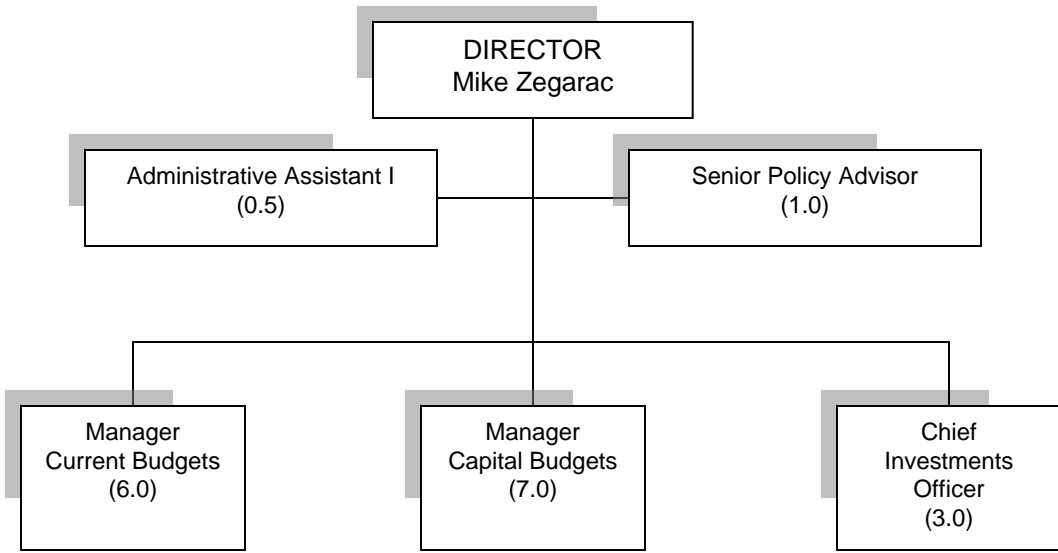 DIRECTOR
Mike Zegarac
Administrative Assistant I
(0.5)
Senior Policy Advisor
(1.0)
Manager
Current Budgets
(6.0)
Manager
Capital Budgets
(7.0)
Chief
Investments
Officer
(3.0)